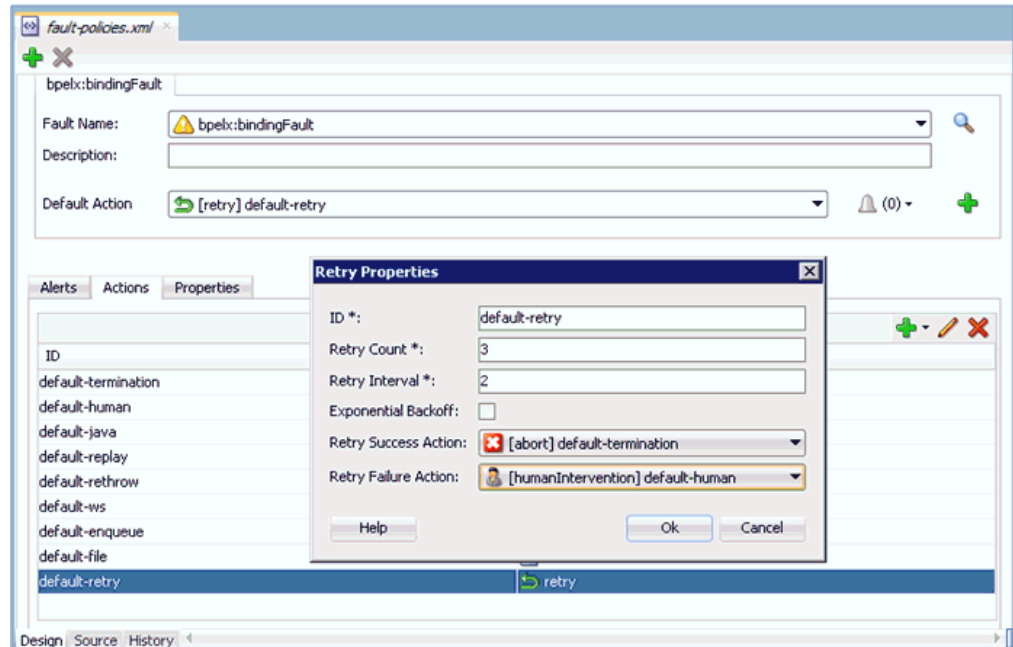 fault-policies.xml
bpelx:bindingFault
Fault Name: bpelx:bindingFault
Description:
Default Action [retry] default-retry (0)
Alerts Actions Properties
ID
default-termination
default-human
default-java
default-replay
default-rethrow
default-ws
default-enqueue
default-file
default-retry retry
Retry Properties
ID *: default-retry
Retry Count *: 3
Retry Interval *: 2
Exponential Backoff:
Retry Success Action: [abort] default-termination
Retry Failure Action: [humanIntervention] default-human
Help Ok Cancel
Design Source History